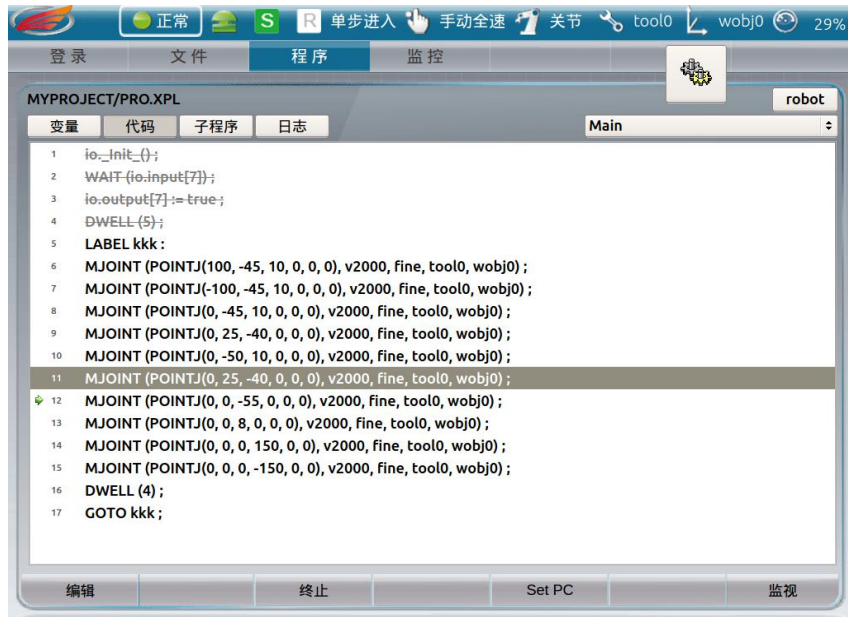 正常 S R 单步进入 手动全速 关节 tool0 wobj0 29%
登录 文件 程序 监控
MYPROJECT/PRO.XPL robot
变量 代码 子程序 日志 Main
1 io._Init_() ;
2 WAIT (io.input[7]) ;
3 io.output[7] := true ;
4 DWELL (5) ;
5 LABEL kkk :
6 MJOINT (POINTJ(100, -45, 10, 0, 0, 0), v2000, fine, tool0, wobj0) ;
7 MJOINT (POINTJ(-100, -45, 10, 0, 0, 0), v2000, fine, tool0, wobj0) ;
8 MJOINT (POINTJ(0, -45, 10, 0, 0, 0), v2000, fine, tool0, wobj0) ;
9 MJOINT (POINTJ(0, 25, -40, 0, 0, 0), v2000, fine, tool0, wobj0) ;
10 MJOINT (POINTJ(0, -50, 10, 0, 0, 0), v2000, fine, tool0, wobj0) ;
11 MJOINT (POINTJ(0, 25, -40, 0, 0, 0), v2000, fine, tool0, wobj0) ;
12 MJOINT (POINTJ(0, 0, -55, 0, 0, 0), v2000, fine, tool0, wobj0) ;
13 MJOINT (POINTJ(0, 0, 8, 0, 0, 0), v2000, fine, tool0, wobj0) ;
14 MJOINT (POINTJ(0, 0, 0, 150, 0, 0), v2000, fine, tool0, wobj0) ;
15 MJOINT (POINTJ(0, 0, 0, -150, 0, 0), v2000, fine, tool0, wobj0) ;
16 DWELL (4) ;
17 GOTO kkk ;
编辑 终止 Set PC 监视